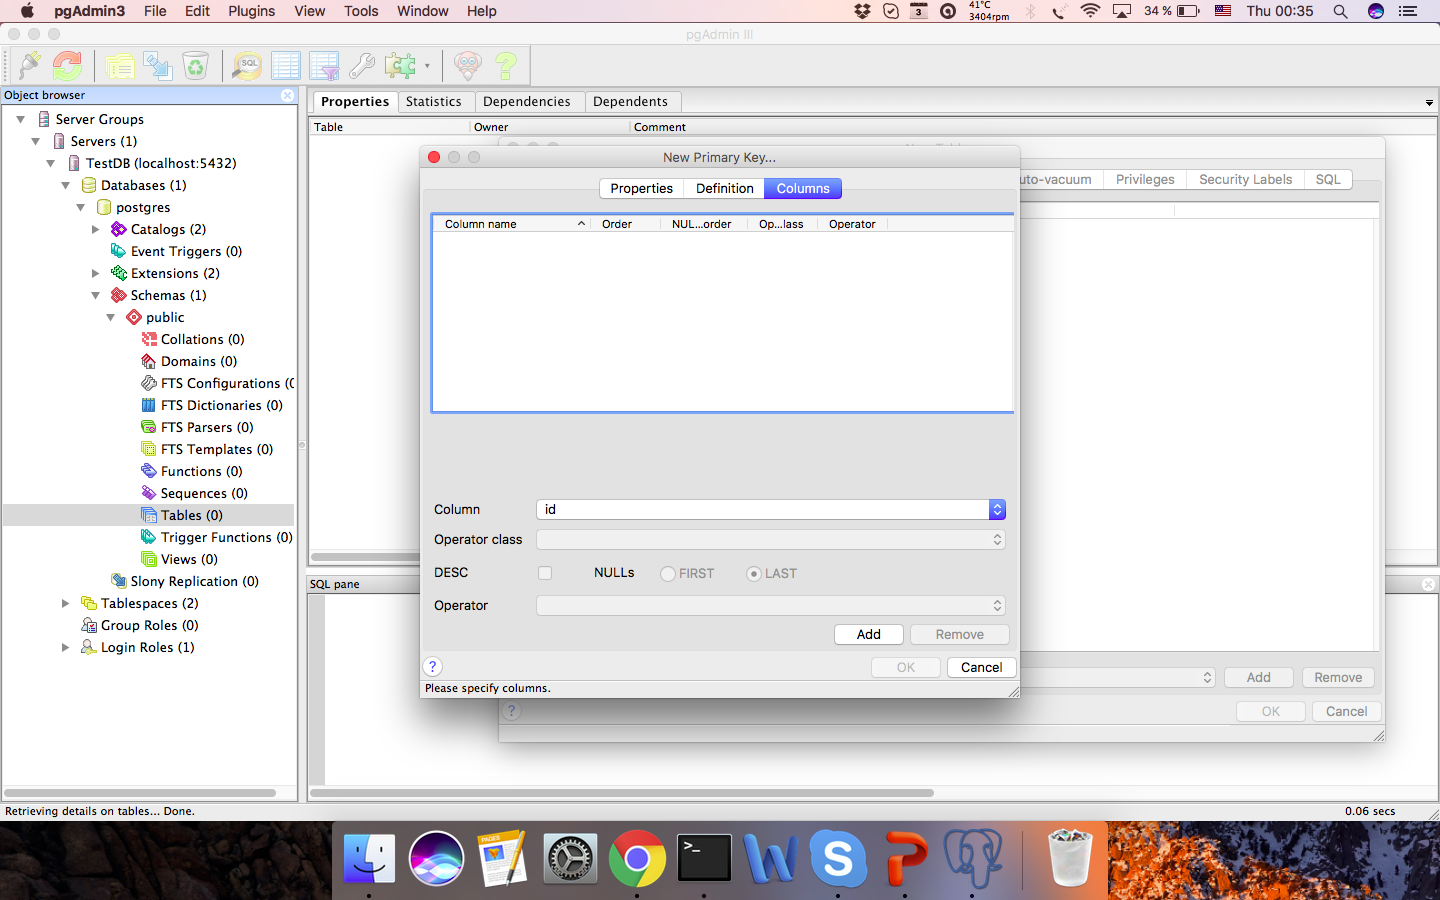 pgAdmin3 File Edit Plugins View Tools Window Help
3 41°C 3404rpm 34 % Thu 00:35
pgAdmin III
SQL
Object browser
Server Groups
Servers (1)
TestDB (localhost:5432)
Databases (1)
postgres
Catalogs (2)
Event Triggers (0)
Extensions (2)
Schemas (1)
public
Collations (0)
Domains (0)
FTS Configurations (0
FTS Dictionaries (0)
FTS Parsers (0)
FTS Templates (0)
Functions (0)
Sequences (0)
Tables (0)
Trigger Functions (0)
Views (0)
Slony Replication (0)
Tablespaces (2)
Group Roles (0)
Login Roles (1)
Properties Statistics Dependencies Dependents
Table Owner Comment
uto-vacuum Privileges Security Labels SQL
New Primary Key...
Properties Definition Columns
Column name Order NUL...order Op...lass Operator
Column id
Operator class
DESC NULLs FIRST LAST
Operator
Add Remove
? OK Cancel
Please specify columns.
Add Remove
? OK Cancel
SQL pane
Retrieving details on tables... Done. 0.06 secs
PAGES
>_
W
S
P